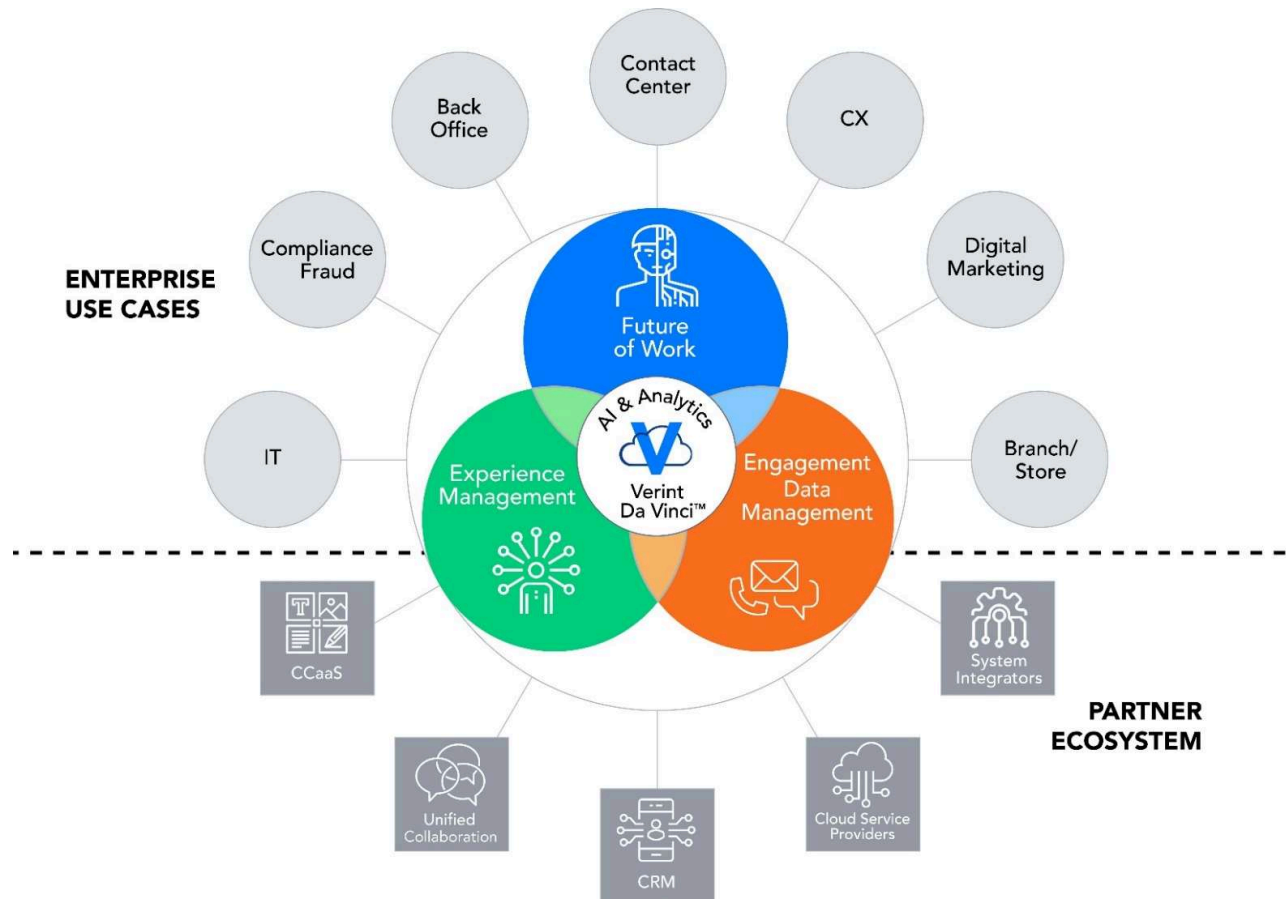 Contact
Center
Back
Office
CX
Compliance
Fraud
Digital
Marketing
ENTERPRISE
USE CASES
Future
of Work
AI & Analytics
V
Verint
Da Vinci™
IT
Experience
Management
Engagement
Data
Management
Branch/
Store
T
CCaaS
System
Integrators
PARTNER
ECOSYSTEM
Unified
Collaboration
Cloud Service
Providers
CRM